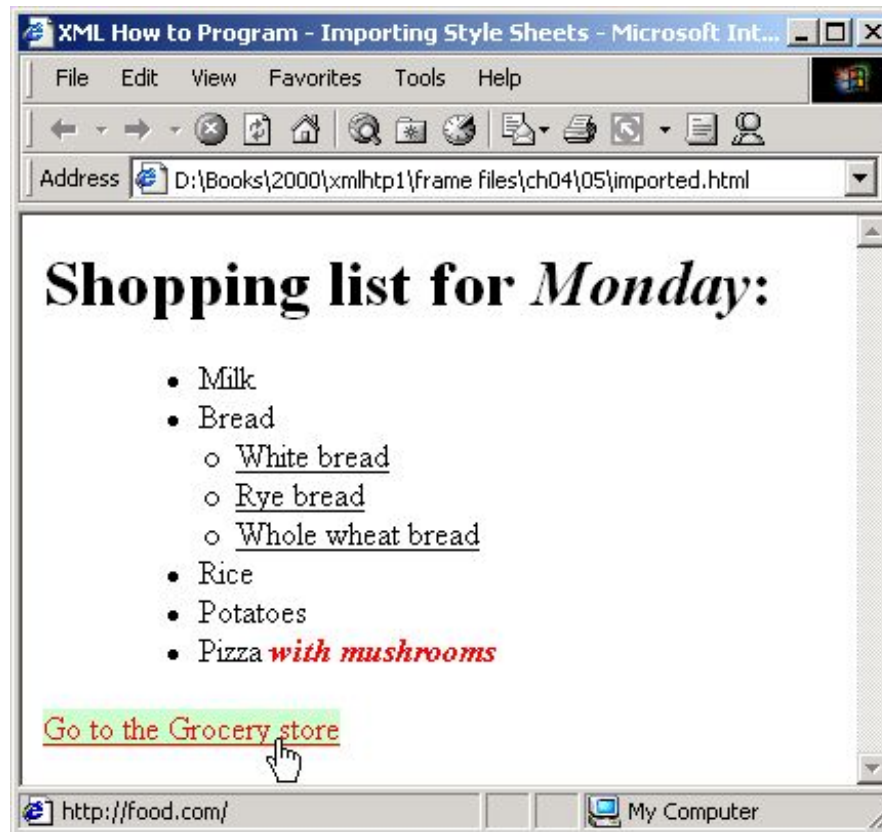 XML How to Program - Importing Style Sheets - Microsoft Int...
File Edit View Favorites Tools Help
Address D:\Books\2000\xmlhtp1\frame files\ch04\05\imported.html
Shopping list for Monday:
Milk
Bread
White bread
Rye bread
Whole wheat bread
Rice
Potatoes
Pizza with mushrooms
Go to the Grocery store
http://food.com/ My Computer